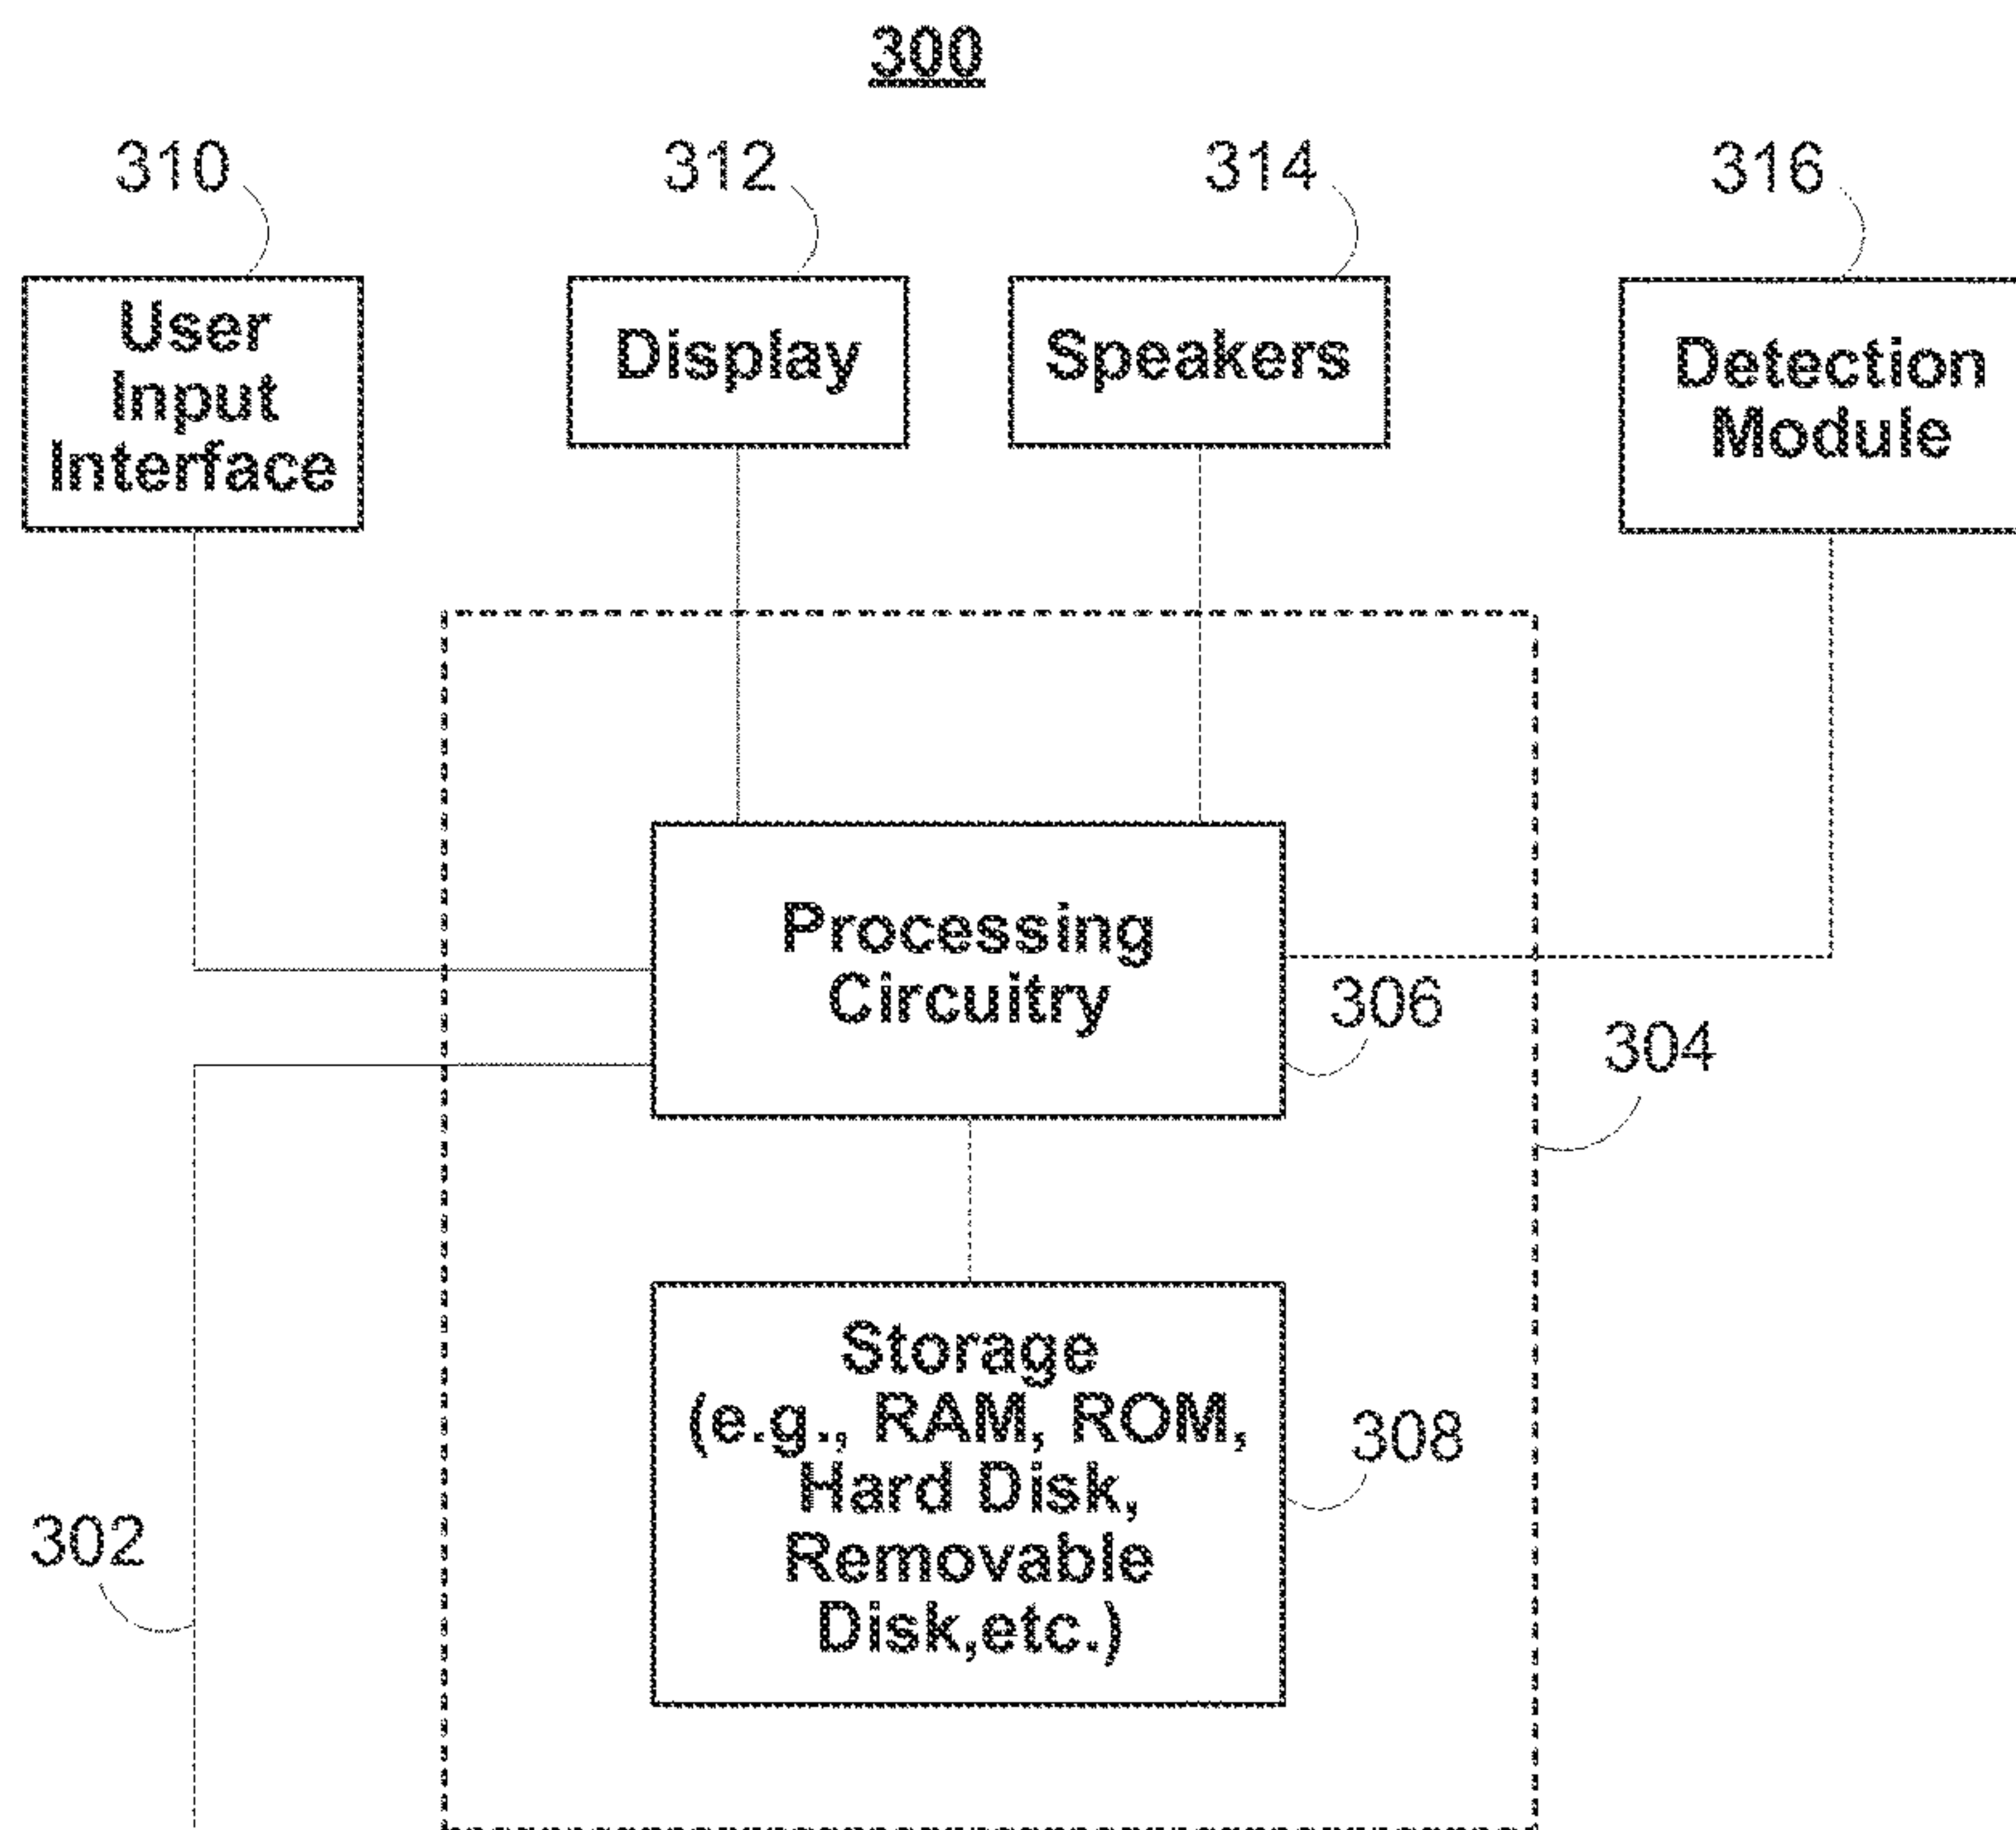 300
310
312
314
316
User
Input
Interface
Display
Speakers
Detection
Module
Processing
Circuitry
306
304
Storage
(e.g., RAM, ROM,
Hard Disk,
Removable
Disk,etc.)
308
302